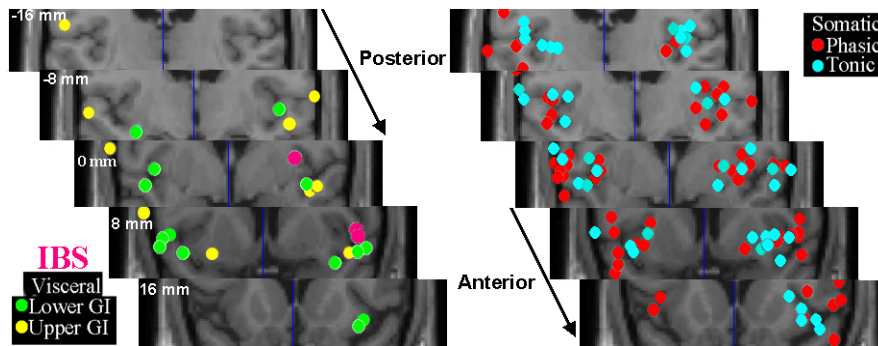 -16 mm
Posterior
-8 mm
0 mm
8 mm
IBS
Visceral
Lower GI
Upper GI
16 mm
Anterior
Somatic
Phasic
Tonic